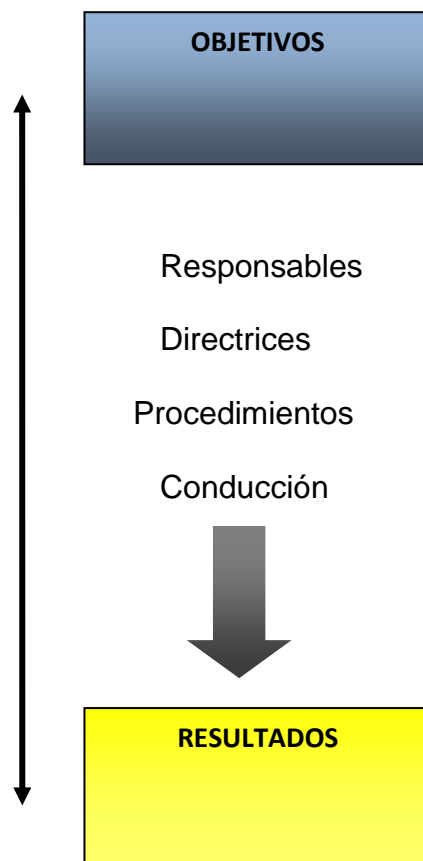 OBJETIVOS
Responsables
Directrices
Procedimientos
Conducción
RESULTADOS